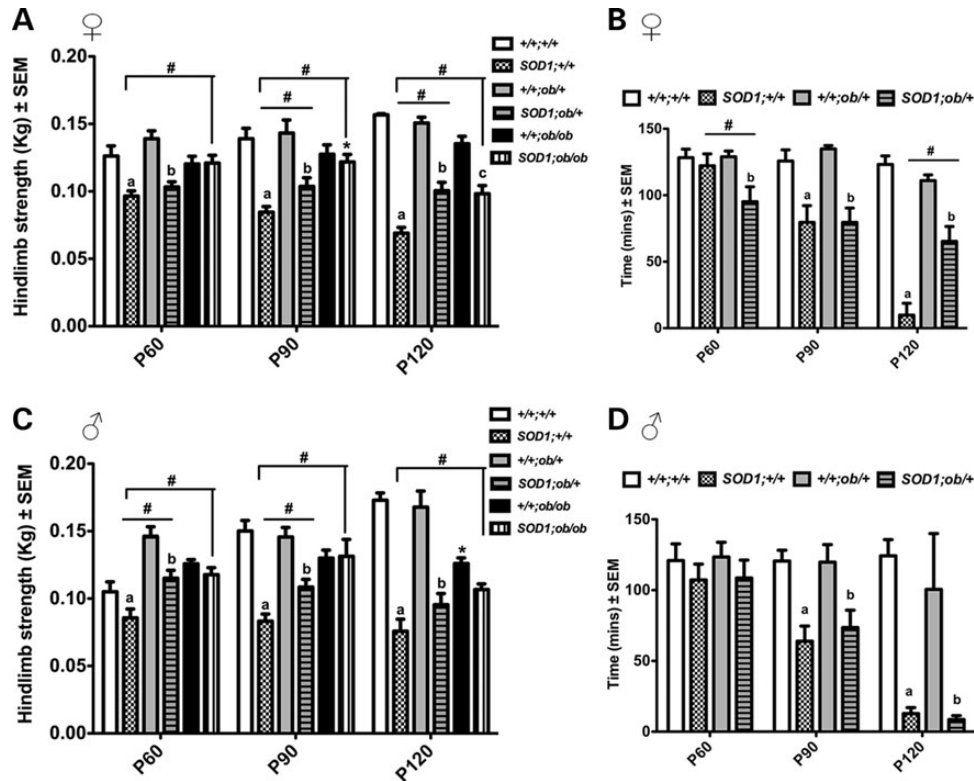 A ♀
Hindlimb strength (Kg) ± SEM
0.20
0.15
0.10
0.05
0.00
# # # # #
a b a b * a b c
P60 P90 P120
+/+;+/+
SOD1;+/+
+/+;ob/+
SOD1;ob/+
+/+;ob/ob
SOD1;ob/ob
B ♀
+/+;+/+ SOD1;+/+ +/+;ob/+ SOD1;ob/+
Time (mins) ± SEM
150
100
50
0
# #
b a b a b
P60 P90 P120
C ♂
Hindlimb strength (Kg) ± SEM
0.20
0.15
0.10
0.05
0.00
# # # # #
a b a b a b *
P60 P90 P120
+/+;+/+
SOD1;+/+
+/+;ob/+
SOD1;ob/+
+/+;ob/ob
SOD1;ob/ob
D ♂
+/+;+/+ SOD1;+/+ +/+;ob/+ SOD1;ob/+
Time (mins) ± SEM
150
100
50
0
a b a b
P60 P90 P120